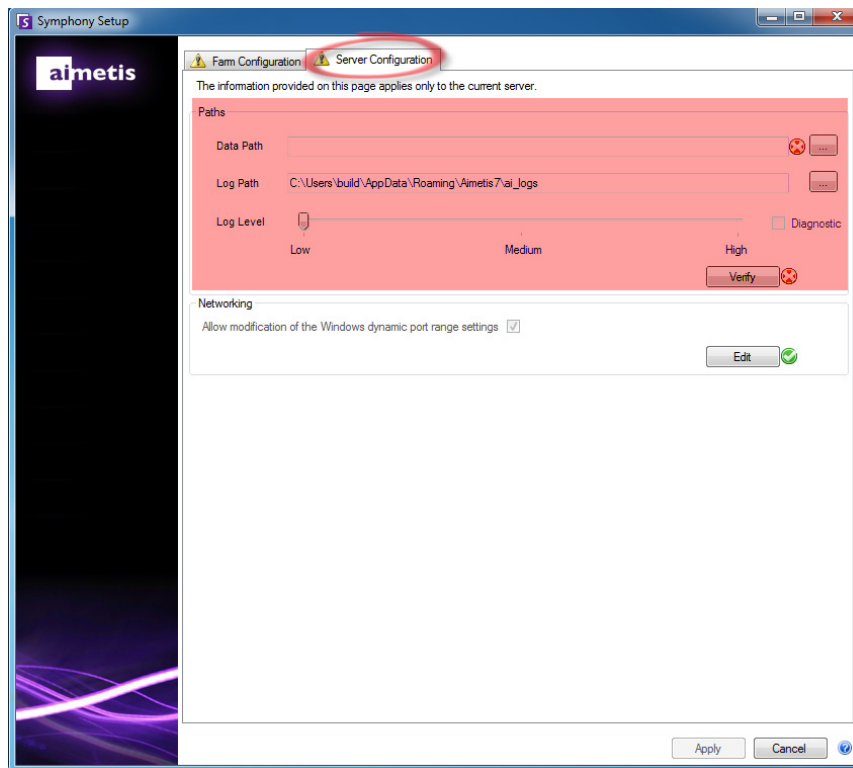 Symphony Setup
aimetis
Farm Configuration
Server Configuration
The information provided on this page applies only to the current server.
Paths
Data Path
...
Log Path
C:\Users\build\AppData\Roaming\Aimetis7\ai_logs
...
Log Level
Diagnostic
Low Medium High
Verify
Networking
Allow modification of the Windows dynamic port range settings
Edit
Apply
Cancel